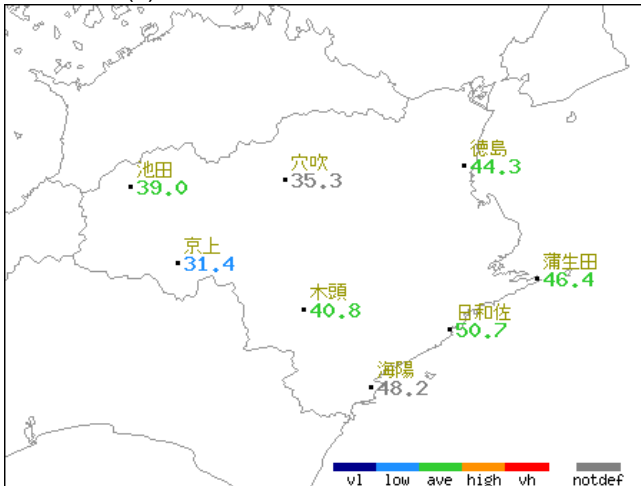 徳島
44.3
穴吹
35.3
池田
39.0
京上
31.4
蒲生田
46.4
木頭
40.8
日和佐
50.7
海陽
48.2
vl low ave high vh notdef